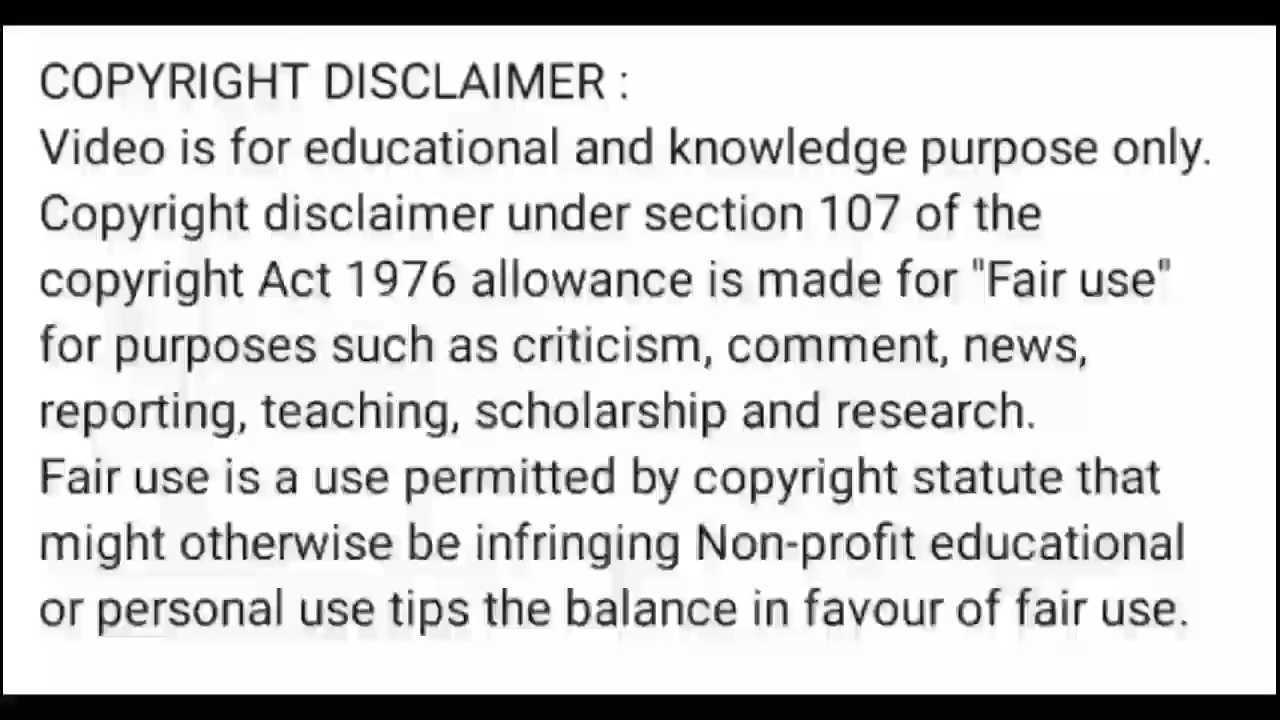 COPYRIGHT DISCLAIMER :
Video is for educational and knowledge purpose only.
Copyright disclaimer under section 107 of the
copyright Act 1976 allowance is made for "Fair use"
for purposes such as criticism, comment, news,
reporting, teaching, scholarship and research.
Fair use is a use permitted by copyright statute that
might otherwise be infringing Non-profit educational
or personal use tips the balance in favour of fair use.